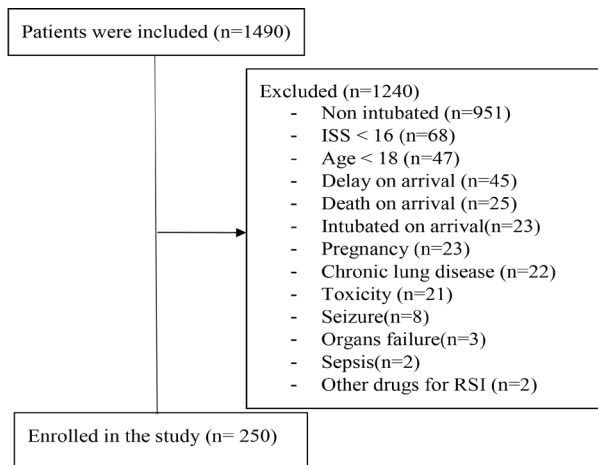 Patients were included (n=1490)
Excluded (n=1240)
- Non intubated (n=951)
- ISS < 16 (n=68)
- Age < 18 (n=47)
- Delay on arrival (n=45)
- Death on arrival (n=25)
- Intubated on arrival(n=23)
- Pregnancy (n=23)
- Chronic lung disease (n=22)
- Toxicity (n=21)
- Seizure(n=8)
- Organs failure(n=3)
- Sepsis(n=2)
- Other drugs for RSI (n=2)
Enrolled in the study (n= 250)